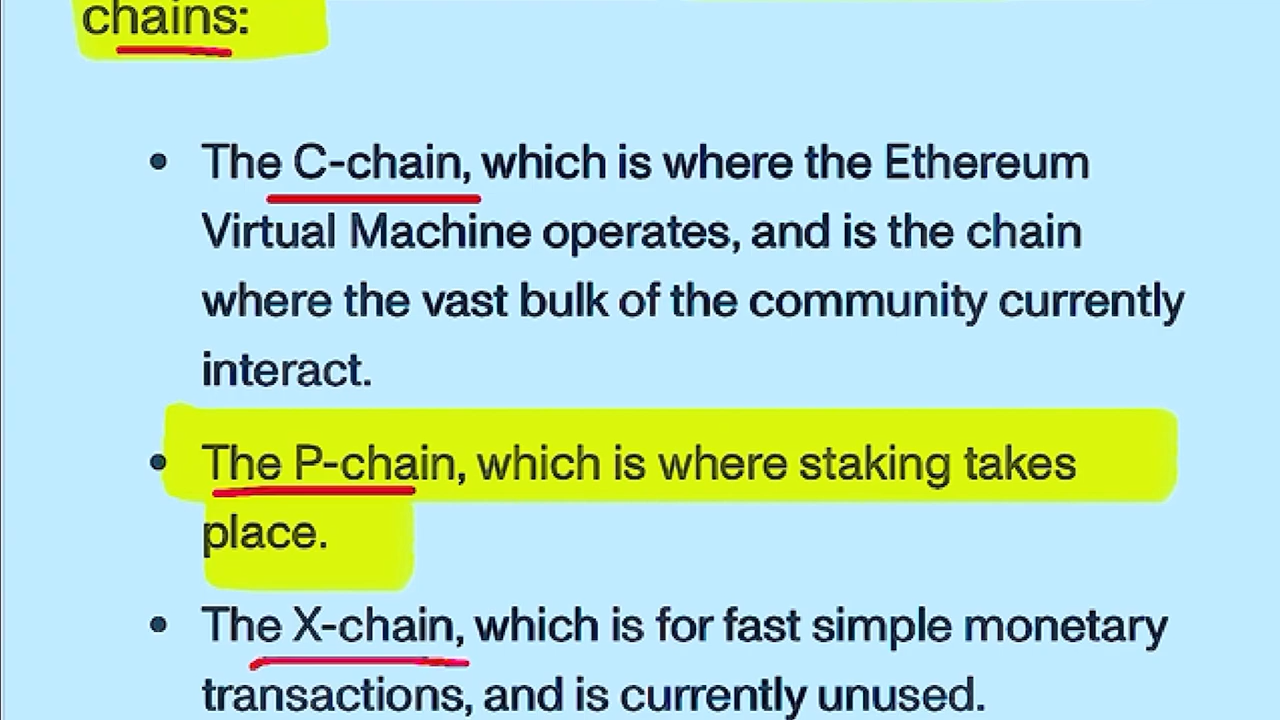 chains:
• The C-chain, which is where the Ethereum
Virtual Machine operates, and is the chain
where the vast bulk of the community currently
interact.
• The P-chain, which is where staking takes
place.
• The X-chain, which is for fast simple monetary
transactions, and is currently unused.